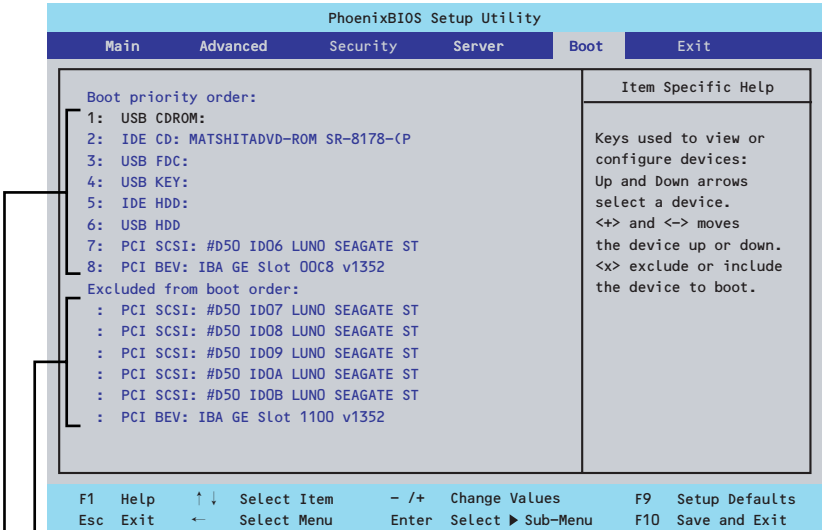 PhoenixBIOS Setup Utility
Main Advanced Security Server Boot Exit
Boot priority order:
1: USB CDROM:
2: IDE CD: MATSHITADVD-ROM SR-8178-(P
3: USB FDC:
4: USB KEY:
5: IDE HDD:
6: USB HDD
7: PCI SCSI: #D50 ID06 LUN0 SEAGATE ST
8: PCI BEV: IBA GE Slot 00C8 v1352
Excluded from boot order:
: PCI SCSI: #D50 ID07 LUN0 SEAGATE ST
: PCI SCSI: #D50 ID08 LUN0 SEAGATE ST
: PCI SCSI: #D50 ID09 LUN0 SEAGATE ST
: PCI SCSI: #D50 ID0A LUN0 SEAGATE ST
: PCI SCSI: #D50 ID0B LUN0 SEAGATE ST
: PCI BEV: IBA GE Slot 1100 v1352
Item Specific Help
Keys used to view or
configure devices:
Up and Down arrows
select a device.
<+> and <-> moves
the device up or down.
<x> exclude or include
the device to boot.
F1 Help ↑↓ Select Item - /+ Change Values F9 Setup Defaults
Esc Exit ← Select Menu Enter Select ▶ Sub-Menu F10 Save and Exit